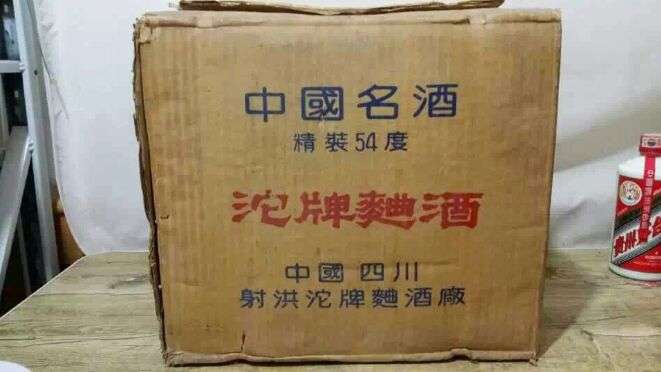 中國名酒
精裝54度
沱牌麯酒
中國 四川
射洪沱牌麯酒廠